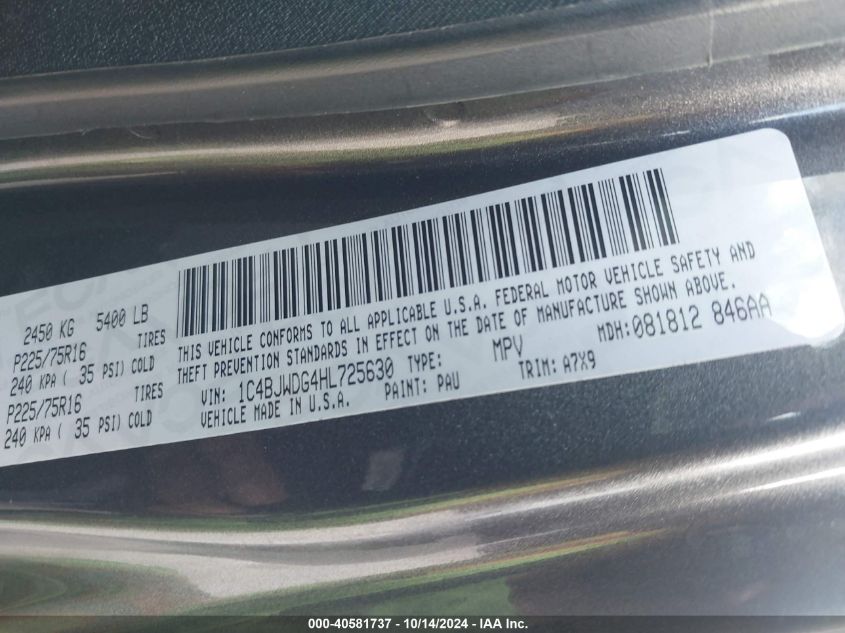 2450 KG 5400 LB
P225/75R16 TIRES
240 KPA ( 35 PSI) COLD
P225/75R16 TIRES
240 KPA ( 35 PSI) COLD
THIS VEHICLE CONFORMS TO ALL APPLICABLE U.S.A. FEDERAL MOTOR VEHICLE SAFETY AND
THEFT PREVENTION STANDARDS IN EFFECT ON THE DATE OF MANUFACTURE SHOWN ABOVE.
VIN: 1C4BJWDG4HL725630 TYPE: MPV MDH:081812 846AA
VEHICLE MADE IN U.S.A. PAINT: PAU TRIM: A7X9
000-40581737 - 10/14/2024 - IAA Inc.